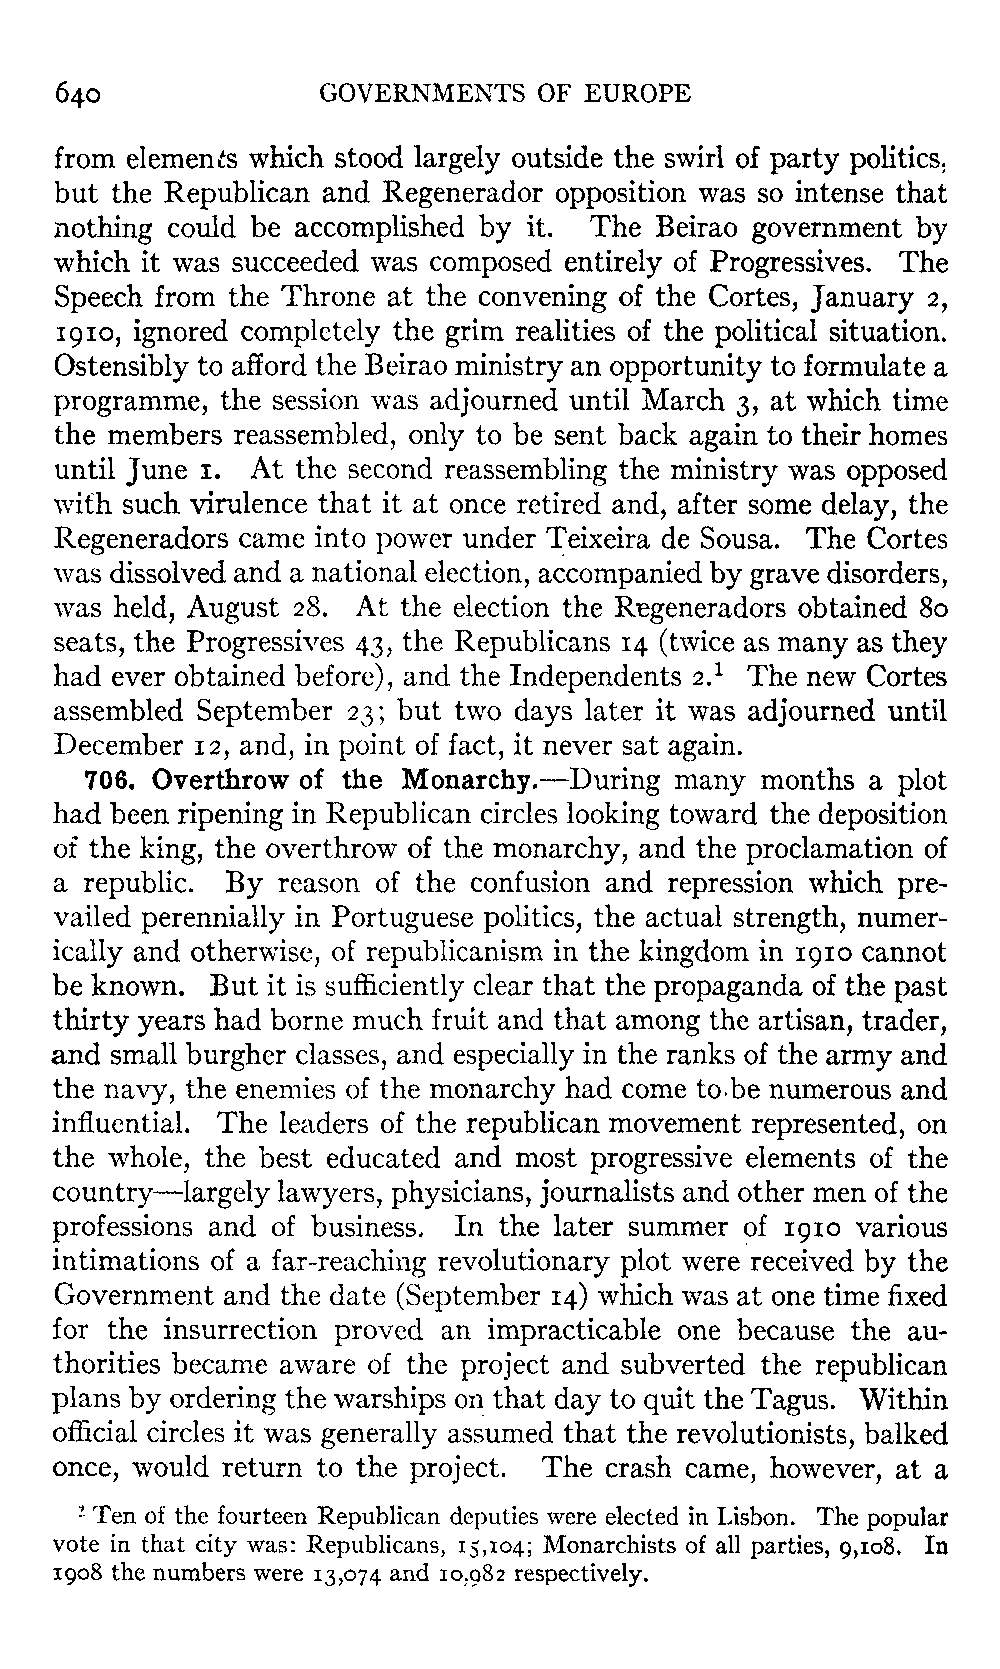 640 GOVERNMENTS OF EUROPE
from elements which stood largely outside the swirl of party politics,
but the Republican and Regenerador opposition was so intense that
nothing could be accomplished by it. The Beirao government by
which it was succeeded was composed entirely of Progressives. The
Speech from the Throne at the convening of the Cortes, January 2,
1910, ignored completely the grim realities of the political situation.
Ostensibly to afford the Beirao ministry an opportunity to formulate a
programme, the session was adjourned until March 3, at which time
the members reassembled, only to be sent back again to their homes
until June 1. At the second reassembling the ministry was opposed
with such virulence that it at once retired and, after some delay, the
Regeneradors came into power under Teixeira de Sousa. The Cortes
was dissolved and a national election, accompanied by grave disorders,
was held, August 28. At the election the Regeneradors obtained 80
seats, the Progressives 43, the Republicans 14 (twice as many as they
had ever obtained before), and the Independents 2.¹ The new Cortes
assembled September 23; but two days later it was adjourned until
December 12, and, in point of fact, it never sat again.
706. Overthrow of the Monarchy.—During many months a plot
had been ripening in Republican circles looking toward the deposition
of the king, the overthrow of the monarchy, and the proclamation of
a republic. By reason of the confusion and repression which pre-
vailed perennially in Portuguese politics, the actual strength, numer-
ically and otherwise, of republicanism in the kingdom in 1910 cannot
be known. But it is sufficiently clear that the propaganda of the past
thirty years had borne much fruit and that among the artisan, trader,
and small burgher classes, and especially in the ranks of the army and
the navy, the enemies of the monarchy had come to be numerous and
influential. The leaders of the republican movement represented, on
the whole, the best educated and most progressive elements of the
country—largely lawyers, physicians, journalists and other men of the
professions and of business. In the later summer of 1910 various
intimations of a far-reaching revolutionary plot were received by the
Government and the date (September 14) which was at one time fixed
for the insurrection proved an impracticable one because the au-
thorities became aware of the project and subverted the republican
plans by ordering the warships on that day to quit the Tagus. Within
official circles it was generally assumed that the revolutionists, balked
once, would return to the project. The crash came, however, at a
¹ Ten of the fourteen Republican deputies were elected in Lisbon. The popular
vote in that city was: Republicans, 15,104; Monarchists of all parties, 9,108. In
1908 the numbers were 13,074 and 10,982 respectively.